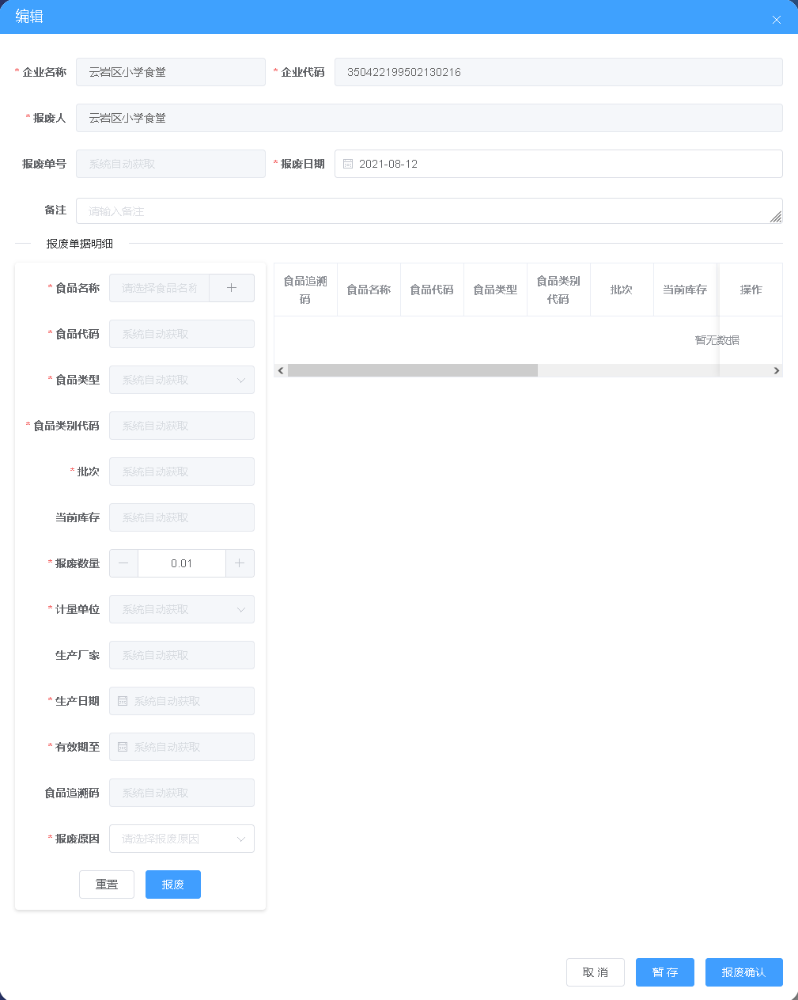 编辑
* 企业名称 云岩区小学食堂 * 企业代码 350422199502130216
* 报废人 云岩区小学食堂
报废单号 系统自动获取 * 报废日期 2021-08-12
备注 请输入备注
报废单据明细
* 食品名称 请选择食品名称
* 食品代码 系统自动获取
* 食品类型 系统自动获取
* 食品类别代码 系统自动获取
* 批次 系统自动获取
当前库存 系统自动获取
* 报废数量 0.01
* 计量单位 系统自动获取
生产厂家 系统自动获取
* 生产日期 系统自动获取
* 有效期至 系统自动获取
食品追溯码 系统自动获取
* 报废原因 请选择报废原因
重置 报废
食品追溯码 食品名称 食品代码 食品类型 食品类别代码 批次 当前库存 操作
暂无数据
取 消 暂 存 报废确认